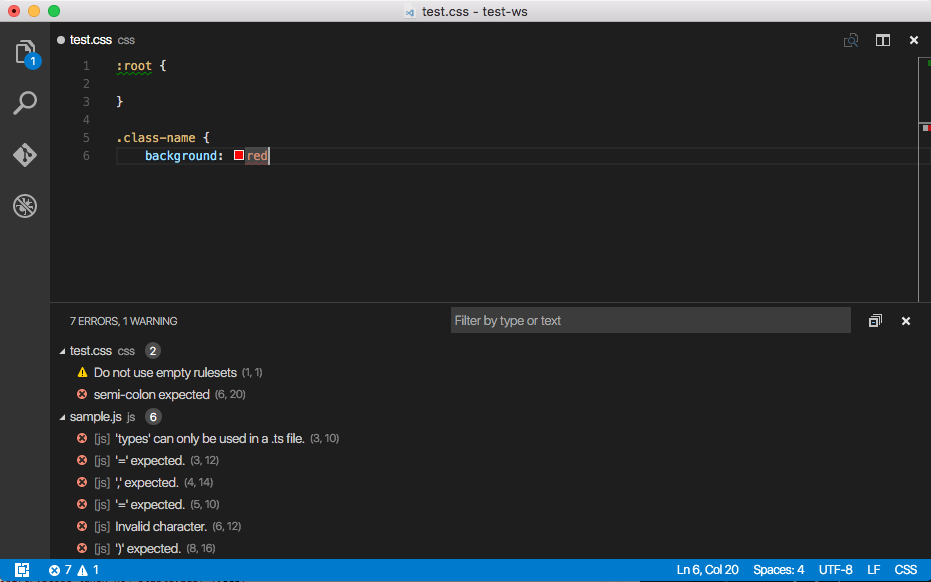 test.css - test-ws
test.css css
1
1 :root {
2
3 }
4
5 .class-name {
6 background: red
7 ERRORS, 1 WARNING
Filter by type or text
test.css css 2
Do not use empty rulesets (1, 1)
semi-colon expected (6, 20)
sample.js js 6
[js] 'types' can only be used in a .ts file. (3, 10)
[js] '=' expected. (3, 12)
[js] ',' expected. (4, 14)
[js] '=' expected. (5, 10)
[js] Invalid character. (6, 12)
[js] ')' expected. (8, 16)
7 1 Ln 6, Col 20 Spaces: 4 UTF-8 LF CSS